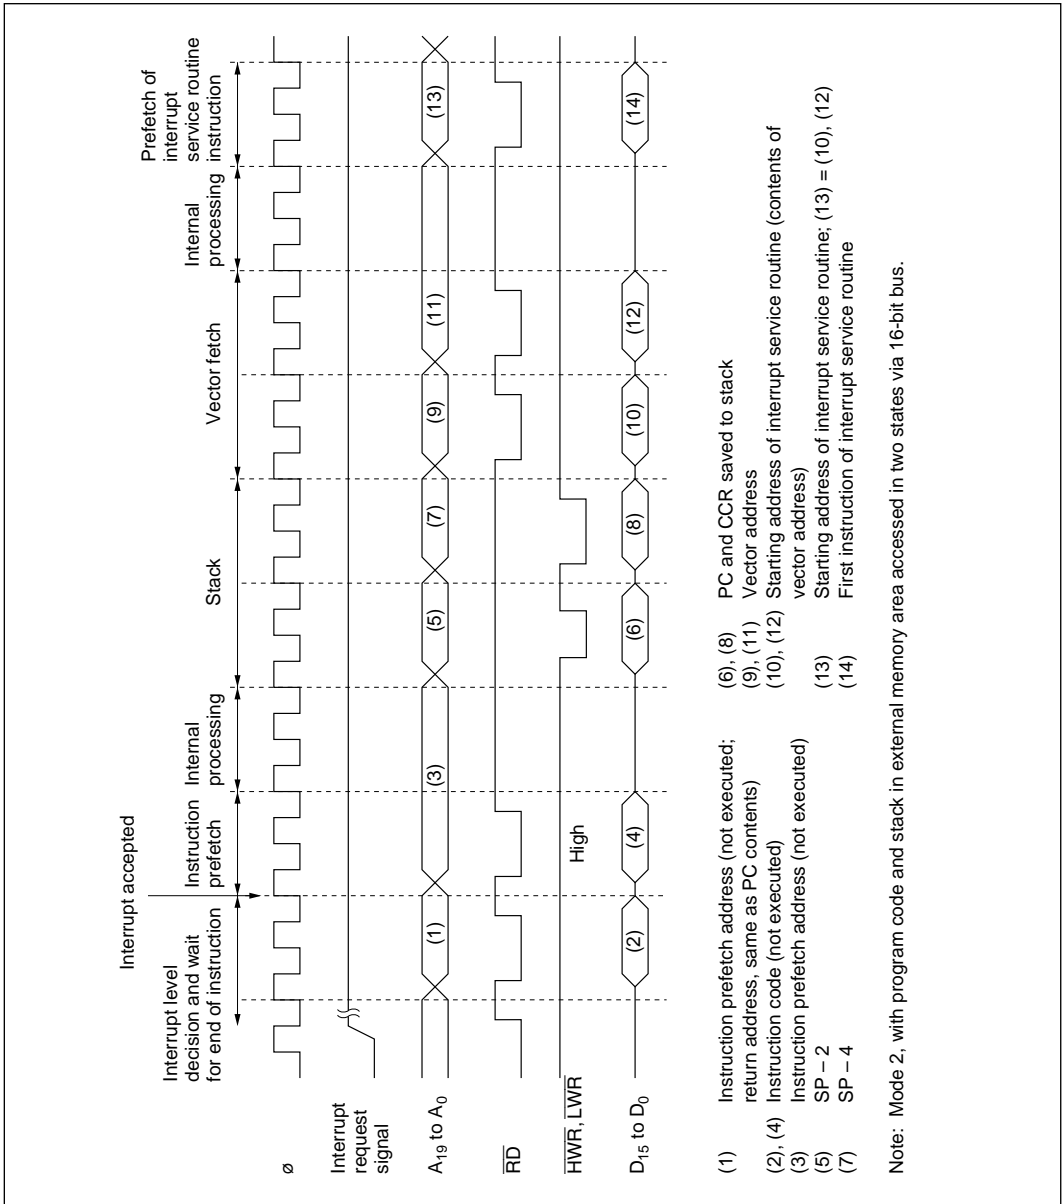 Interrupt accepted
Interrupt level
decision and wait
for end of instruction
Instruction
prefetch
Internal
processing
Stack
Vector fetch
Internal
processing
Prefetch of
interrupt
service routine
instruction
ø
Interrupt
request
signal
A19 to A0
(1)
(3)
(5)
(7)
(9)
(11)
(13)
RD
HWR, LWR
High
D15 to D0
(2)
(4)
(6)
(8)
(10)
(12)
(14)
(1) Instruction prefetch address (not executed;
return address, same as PC contents)
(2), (4) Instruction code (not executed)
(3) Instruction prefetch address (not executed)
(5) SP – 2
(7) SP – 4
(6), (8) PC and CCR saved to stack
(9), (11) Vector address
(10), (12) Starting address of interrupt service routine (contents of
vector address)
(13) Starting address of interrupt service routine; (13) = (10), (12)
(14) First instruction of interrupt service routine
Note: Mode 2, with program code and stack in external memory area accessed in two states via 16-bit bus.